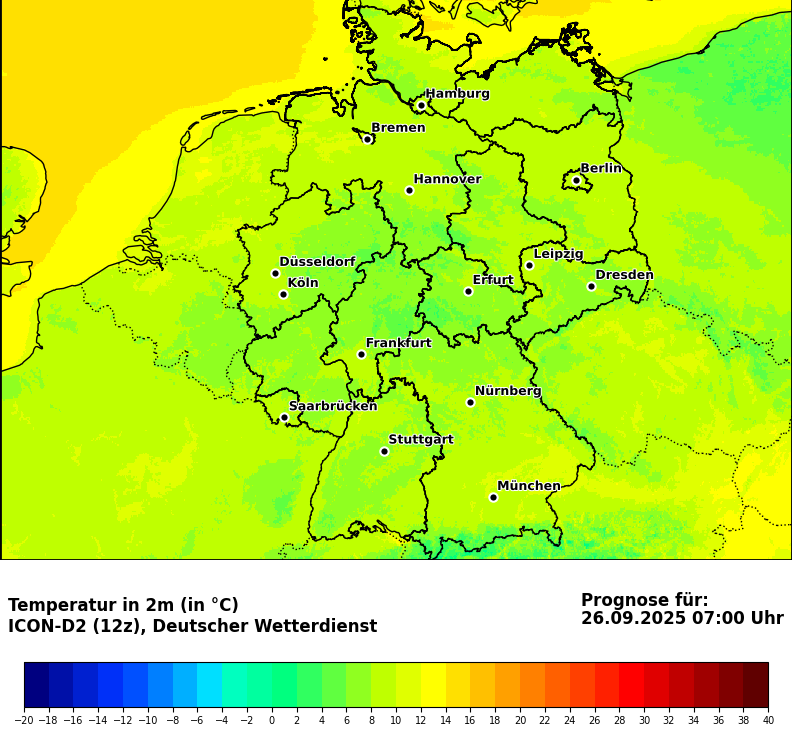 Hamburg
Bremen
Berlin
Hannover
Leipzig
Düsseldorf
Dresden
Köln
Erfurt
Frankfurt
Nürnberg
Saarbrücken
Stuttgart
München
Temperatur in 2m (in °C)
ICON-D2 (12z), Deutscher Wetterdienst
Prognose für:
26.09.2025 07:00 Uhr
−20 −18 −16 −14 −12 −10 −8 −6 −4 −2 0 2 4 6 8 10 12 14 16 18 20 22 24 26 28 30 32 34 36 38 40